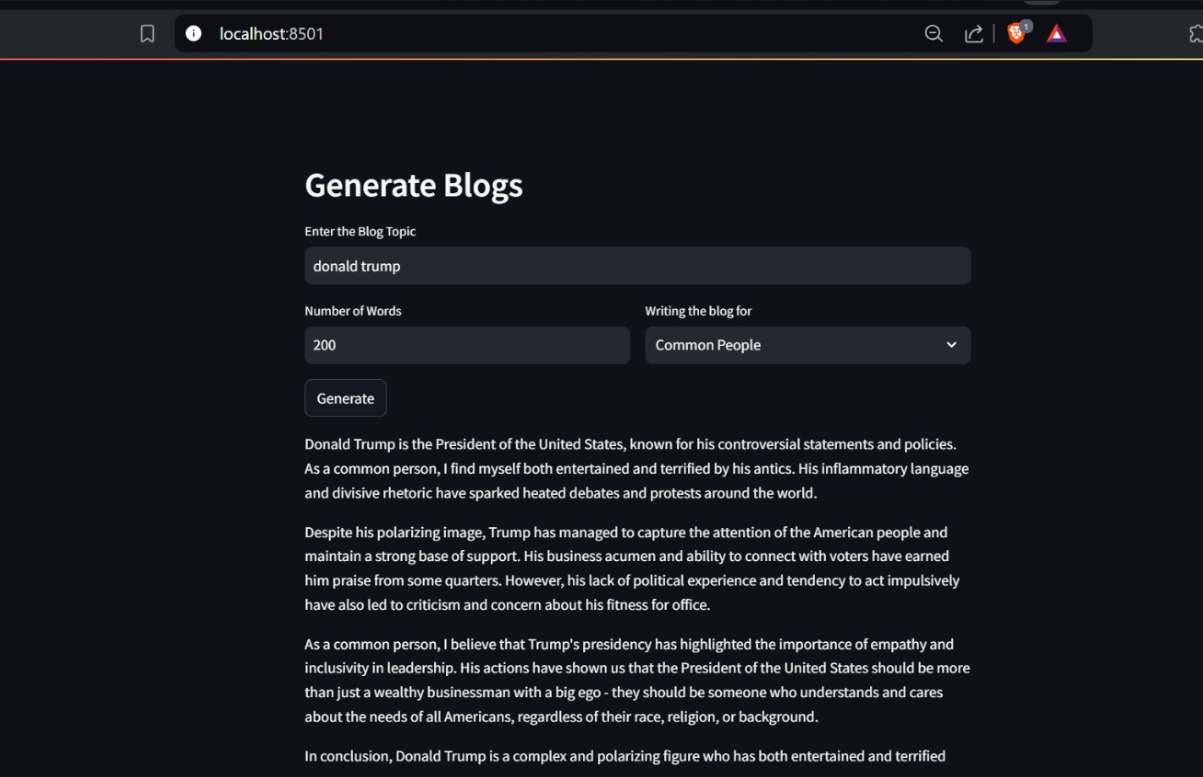 localhost:8501
1
Generate Blogs
Enter the Blog Topic
donald trump
Number of Words
Writing the blog for
200
Common People
Generate
Donald Trump is the President of the United States, known for his controversial statements and policies.
As a common person, I find myself both entertained and terrified by his antics. His inflammatory language
and divisive rhetoric have sparked heated debates and protests around the world.
Despite his polarizing image, Trump has managed to capture the attention of the American people and
maintain a strong base of support. His business acumen and ability to connect with voters have earned
him praise from some quarters. However, his lack of political experience and tendency to act impulsively
have also led to criticism and concern about his fitness for office.
As a common person, I believe that Trump's presidency has highlighted the importance of empathy and
inclusivity in leadership. His actions have shown us that the President of the United States should be more
than just a wealthy businessman with a big ego - they should be someone who understands and cares
about the needs of all Americans, regardless of their race, religion, or background.
In conclusion, Donald Trump is a complex and polarizing figure who has both entertained and terrified